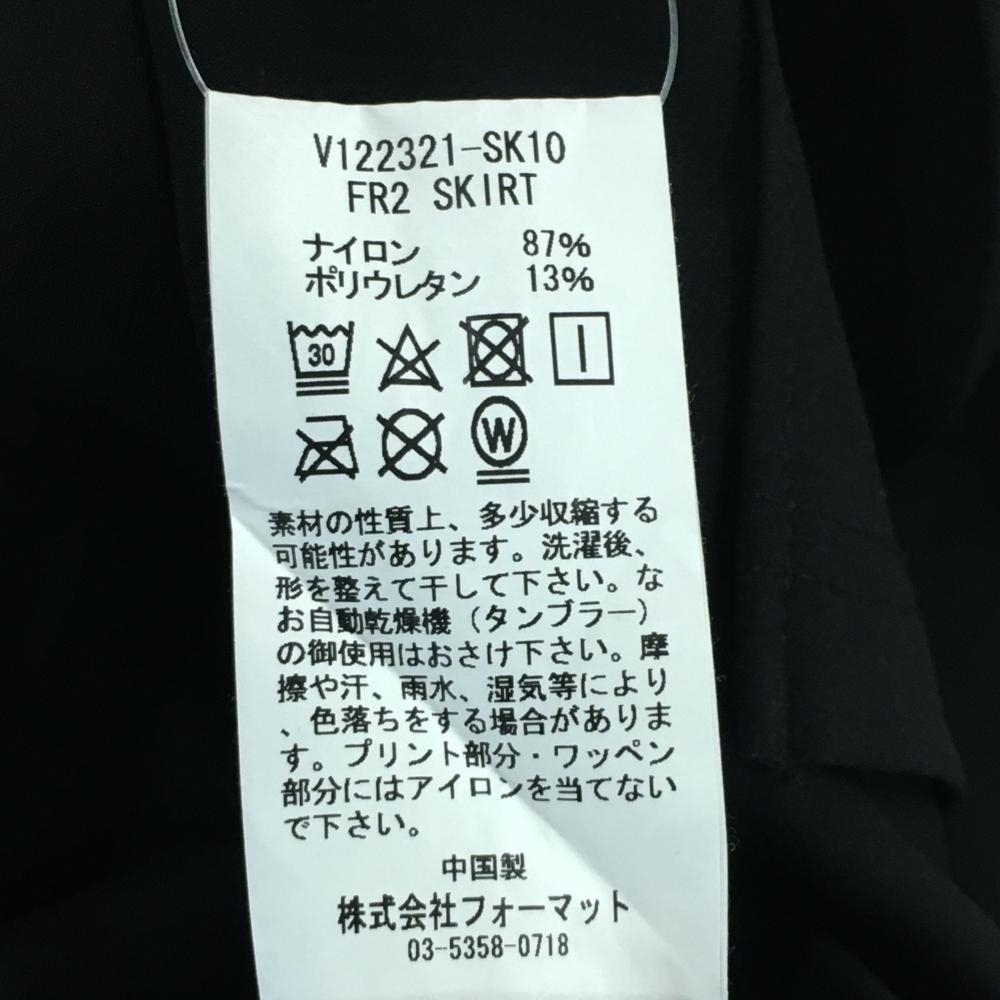 V122321-SK10
FR2 SKIRT
ナイロン 87%
ポリウレタン 13%
30
W
素材の性質上、多少収縮する
可能性があります。洗濯後、
形を整えて干して下さい。な
お自動乾燥機（タンブラー）
の御使用はおさけ下さい。摩
擦や汗、雨水、湿気等により
、色落ちをする場合がありま
す。プリント部分・ワッペン
部分にはアイロンを当てない
で下さい。
中国製
株式会社フォーマット
03-5358-0718